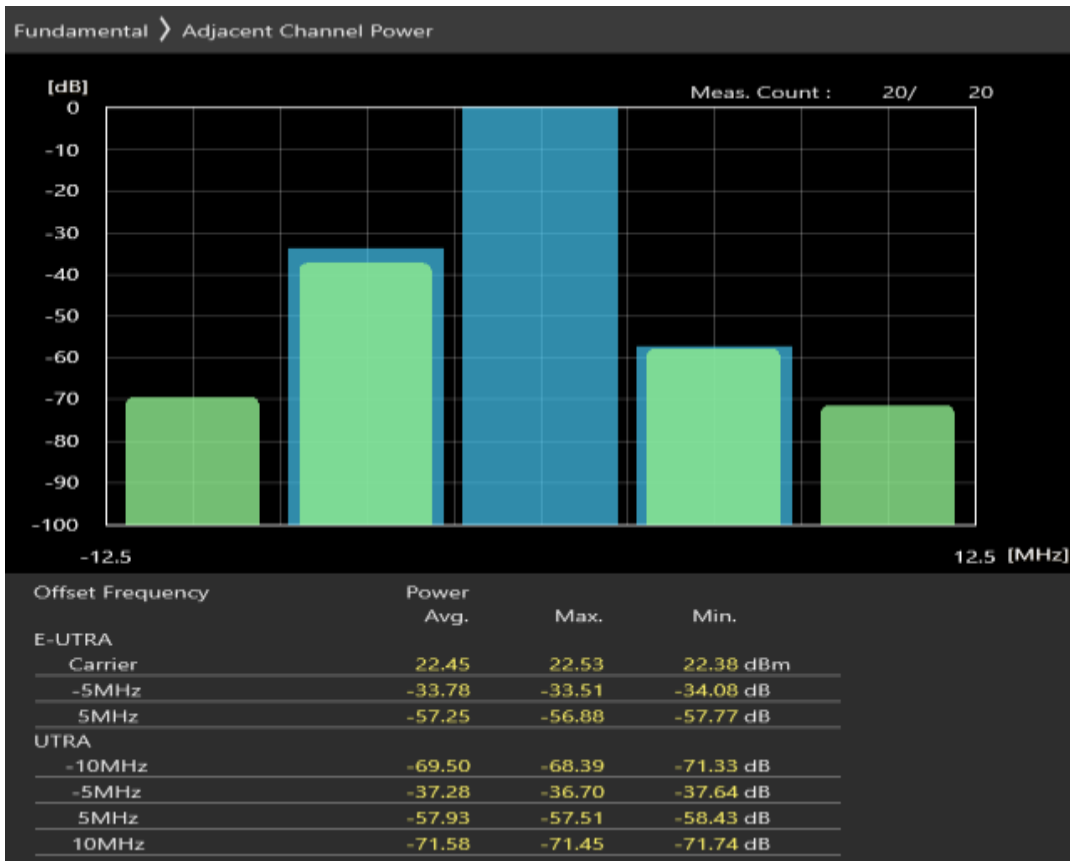 Fundamental ❯ Adjacent Channel Power
[dB]
Meas. Count : 20/ 20
0
-10
-20
-30
-40
-50
-60
-70
-80
-90
-100
-12.5 12.5 [MHz]
Offset Frequency Power
Avg. Max. Min.
E-UTRA
Carrier 22.45 22.53 22.38 dBm
-5MHz -33.78 -33.51 -34.08 dB
5MHz -57.25 -56.88 -57.77 dB
UTRA
-10MHz -69.50 -68.39 -71.33 dB
-5MHz -37.28 -36.70 -37.64 dB
5MHz -57.93 -57.51 -58.43 dB
10MHz -71.58 -71.45 -71.74 dB